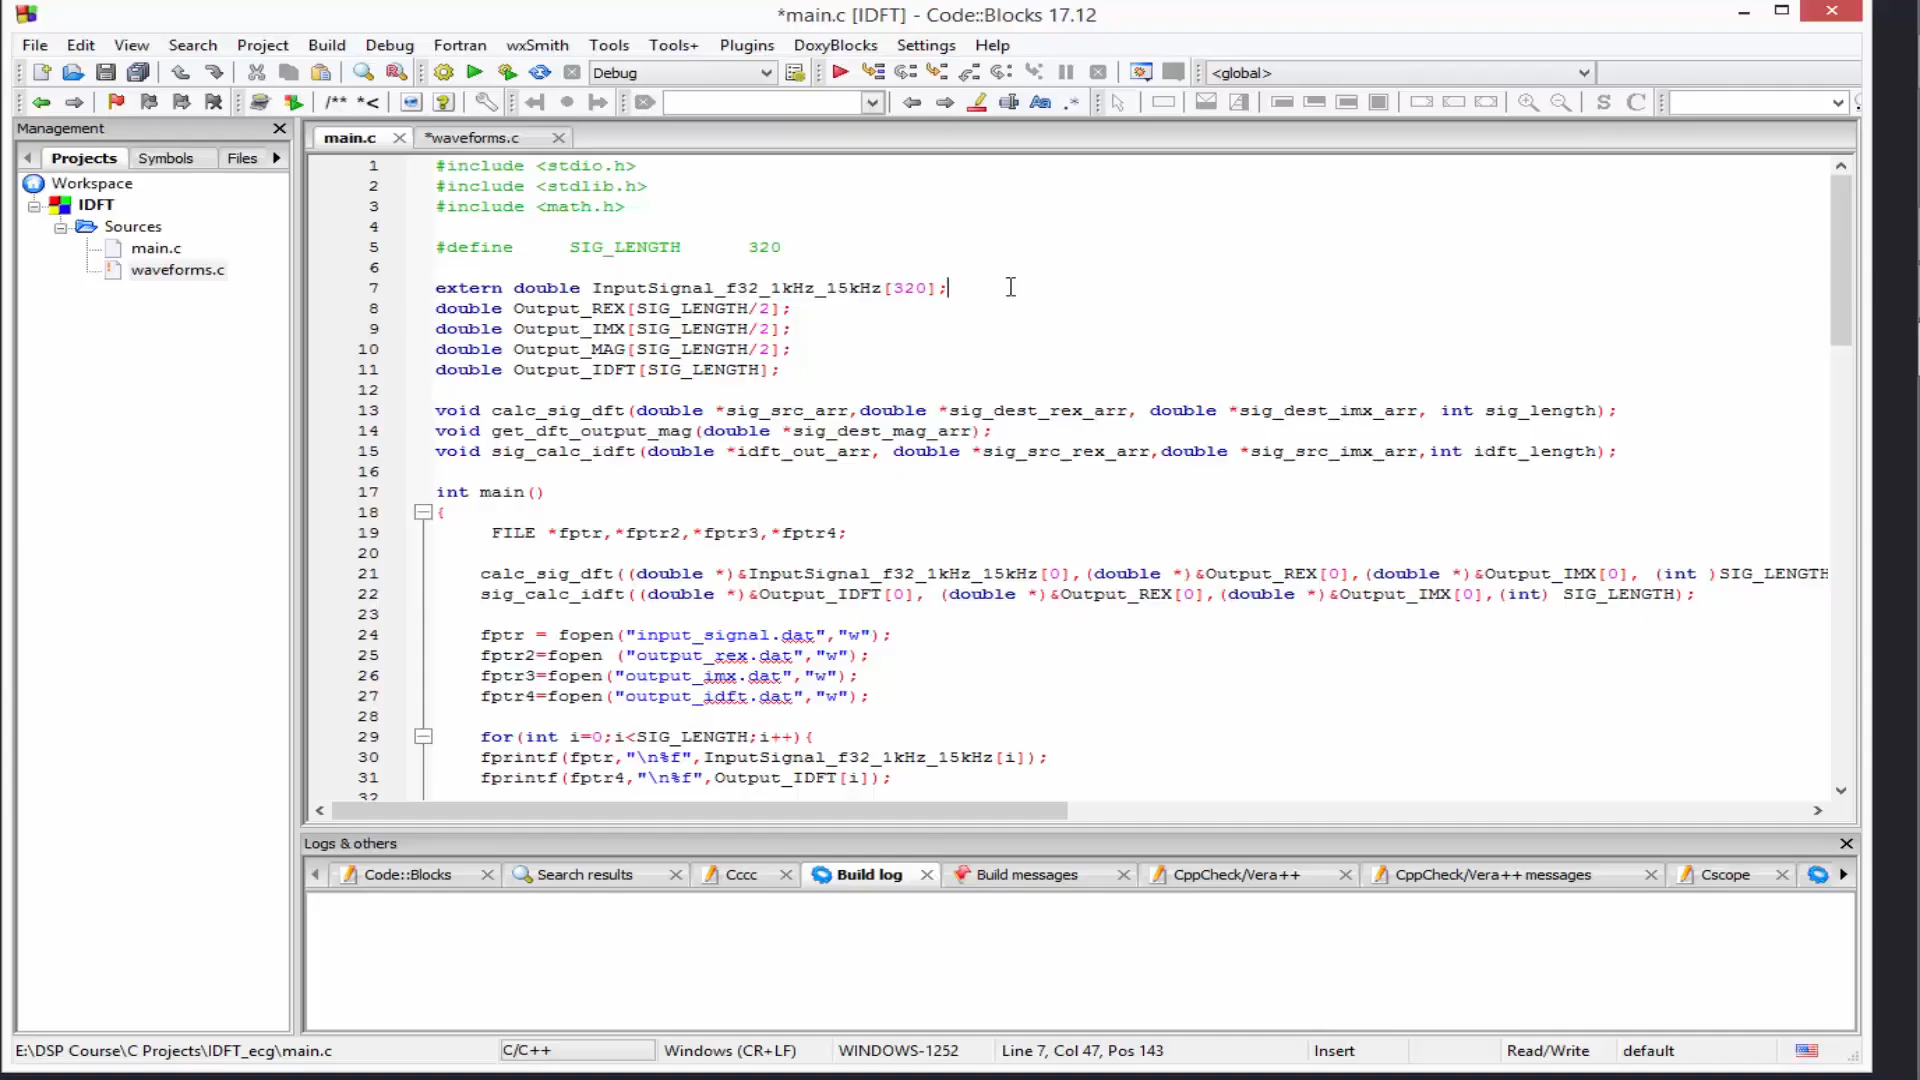 *main.c [IDFT] - Code::Blocks 17.12
File Edit View Search Project Build Debug Fortran wxSmith Tools Tools+ Plugins DoxyBlocks Settings Help
Debug <global>
/** *< Aa .* S C
Management
Projects Symbols Files
Workspace
IDFT
Sources
main.c
waveforms.c
main.c *waveforms.c
1 #include <stdio.h>
2 #include <stdlib.h>
3 #include <math.h>
4
5 #define SIG_LENGTH 320
6
7 extern double InputSignal_f32_1kHz_15kHz[320];
8 double Output_REX[SIG_LENGTH/2];
9 double Output_IMX[SIG_LENGTH/2];
10 double Output_MAG[SIG_LENGTH/2];
11 double Output_IDFT[SIG_LENGTH];
12
13 void calc_sig_dft(double *sig_src_arr,double *sig_dest_rex_arr, double *sig_dest_imx_arr, int sig_length);
14 void get_dft_output_mag(double *sig_dest_mag_arr);
15 void sig_calc_idft(double *idft_out_arr, double *sig_src_rex_arr,double *sig_src_imx_arr,int idft_length);
16
17 int main()
18 {
19 FILE *fptr,*fptr2,*fptr3,*fptr4;
20
21 calc_sig_dft((double *)&InputSignal_f32_1kHz_15kHz[0],(double *)&Output_REX[0],(double *)&Output_IMX[0], (int )SIG_LENGTH
22 sig_calc_idft((double *)&Output_IDFT[0], (double *)&Output_REX[0],(double *)&Output_IMX[0],(int) SIG_LENGTH);
23
24 fptr = fopen("input_signal.dat","w");
25 fptr2=fopen ("output_rex.dat","w");
26 fptr3=fopen("output_imx.dat","w");
27 fptr4=fopen("output_idft.dat","w");
28
29 for(int i=0;i<SIG_LENGTH;i++){
30 fprintf(fptr,"\n%f",InputSignal_f32_1kHz_15kHz[i]);
31 fprintf(fptr4,"\n%f",Output_IDFT[i]);
32
Logs & others
Code::Blocks Search results Cccc Build log Build messages CppCheck/Vera++ CppCheck/Vera++ messages Cscope
E:\DSP Course\C Projects\IDFT_ecg\main.c C/C++ Windows (CR+LF) WINDOWS-1252 Line 7, Col 47, Pos 143 Insert Read/Write default